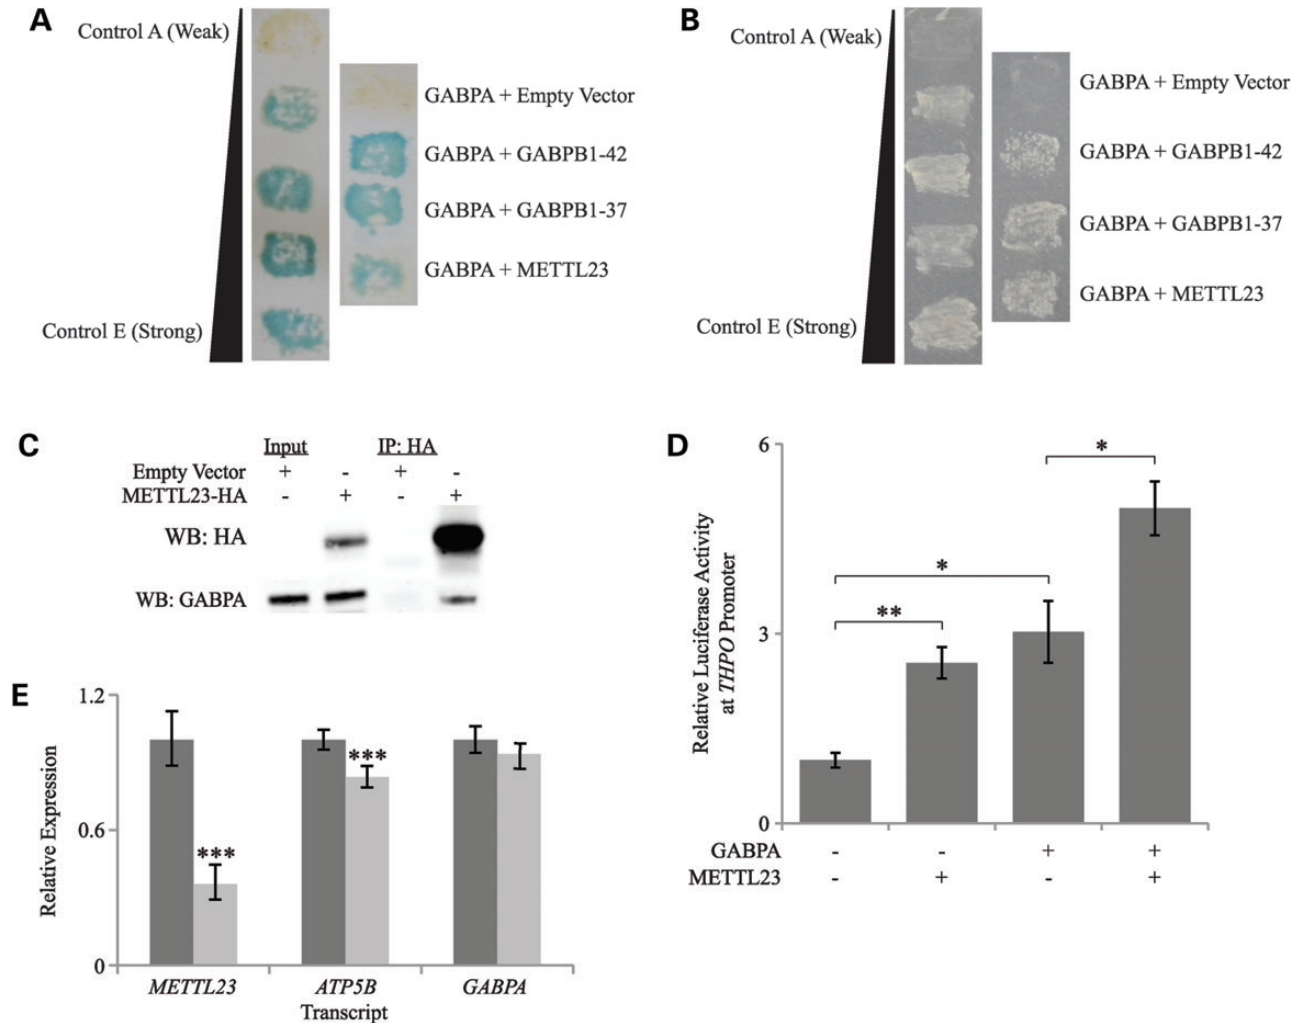 A
Control A (Weak)
Control E (Strong)
GABPA + Empty Vector
GABPA + GABPB1-42
GABPA + GABPB1-37
GABPA + METTL23
B
Control A (Weak)
Control E (Strong)
GABPA + Empty Vector
GABPA + GABPB1-42
GABPA + GABPB1-37
GABPA + METTL23
C
Input IP: HA
Empty Vector + - + -
METTL23-HA - + - +
WB: HA
WB: GABPA
D
Relative Luciferase Activity
at THPO Promoter
6
3
0
*
*
**
GABPA - - + +
METTL23 - + - +
E
Relative Expression
1.2
0.6
0
***
***
METTL23 ATP5B GABPA
Transcript